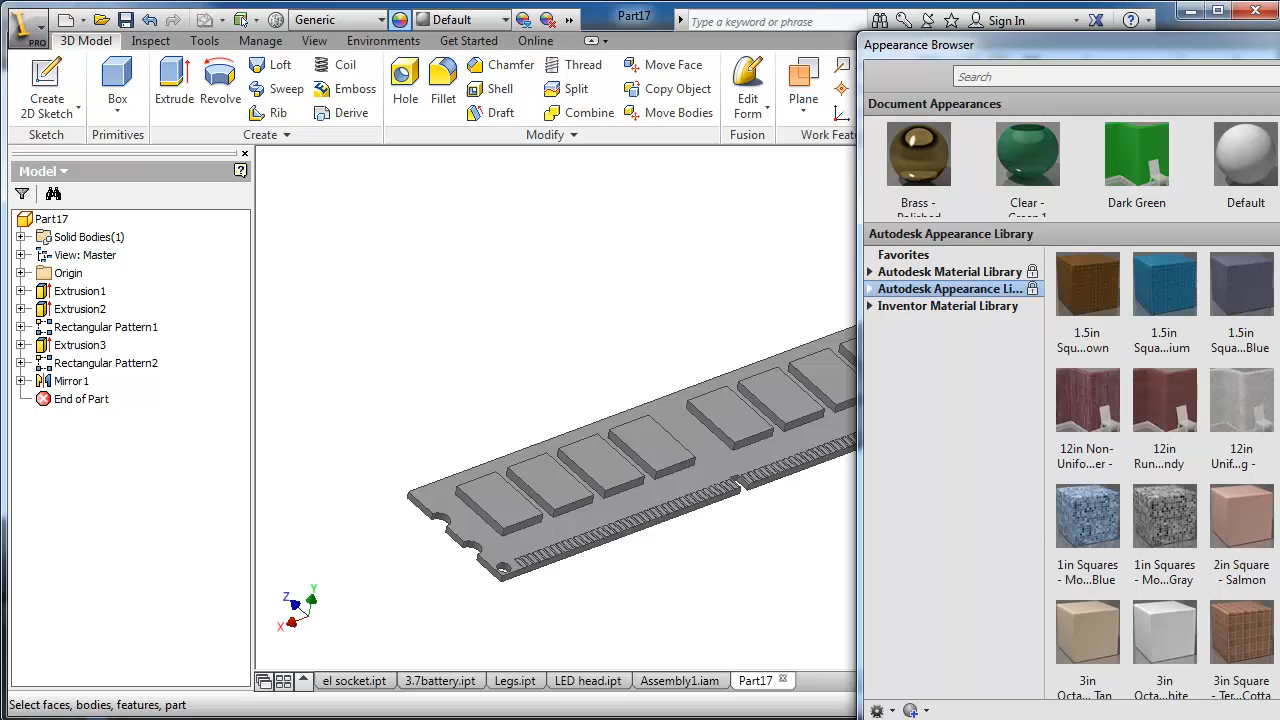 PRO
Generic
Default
Part17
Type a keyword or phrase
Sign In
3D Model
Inspect
Tools
Manage
View
Environments
Get Started
Online
Create
2D Sketch
Sketch
Box
Primitives
Extrude
Revolve
Loft
Sweep
Rib
Coil
Emboss
Derive
Create
Hole
Fillet
Chamfer
Shell
Draft
Thread
Split
Combine
Move Face
Copy Object
Move Bodies
Modify
Edit
Form
Fusion
Plane
Work Feat
Model
Part17
Solid Bodies(1)
View: Master
Origin
Extrusion1
Extrusion2
Rectangular Pattern1
Extrusion3
Rectangular Pattern2
Mirror1
End of Part
Z
Y
X
el socket.ipt
3.7battery.ipt
Legs.ipt
LED head.ipt
Assembly1.iam
Part17
Select faces, bodies, features, part
Appearance Browser
Search
Document Appearances
Brass -
Polished
Clear -
Green 1
Dark Green
Default
Autodesk Appearance Library
Favorites
Autodesk Material Library
Autodesk Appearance Li...
Inventor Material Library
1.5in
Squ...own
1.5in
Squa...ium
1.5in
Squa...Blue
12in Non-
Unifo...er -
12in
Run...ndy
12in
Unif...g -
1in Squares
- Mo...Blue
1in Squares
- Mo...Gray
2in Square
- Salmon
3in
Octa... Tan
3in
Octa...hite
3in Square
- Ter...Cotta